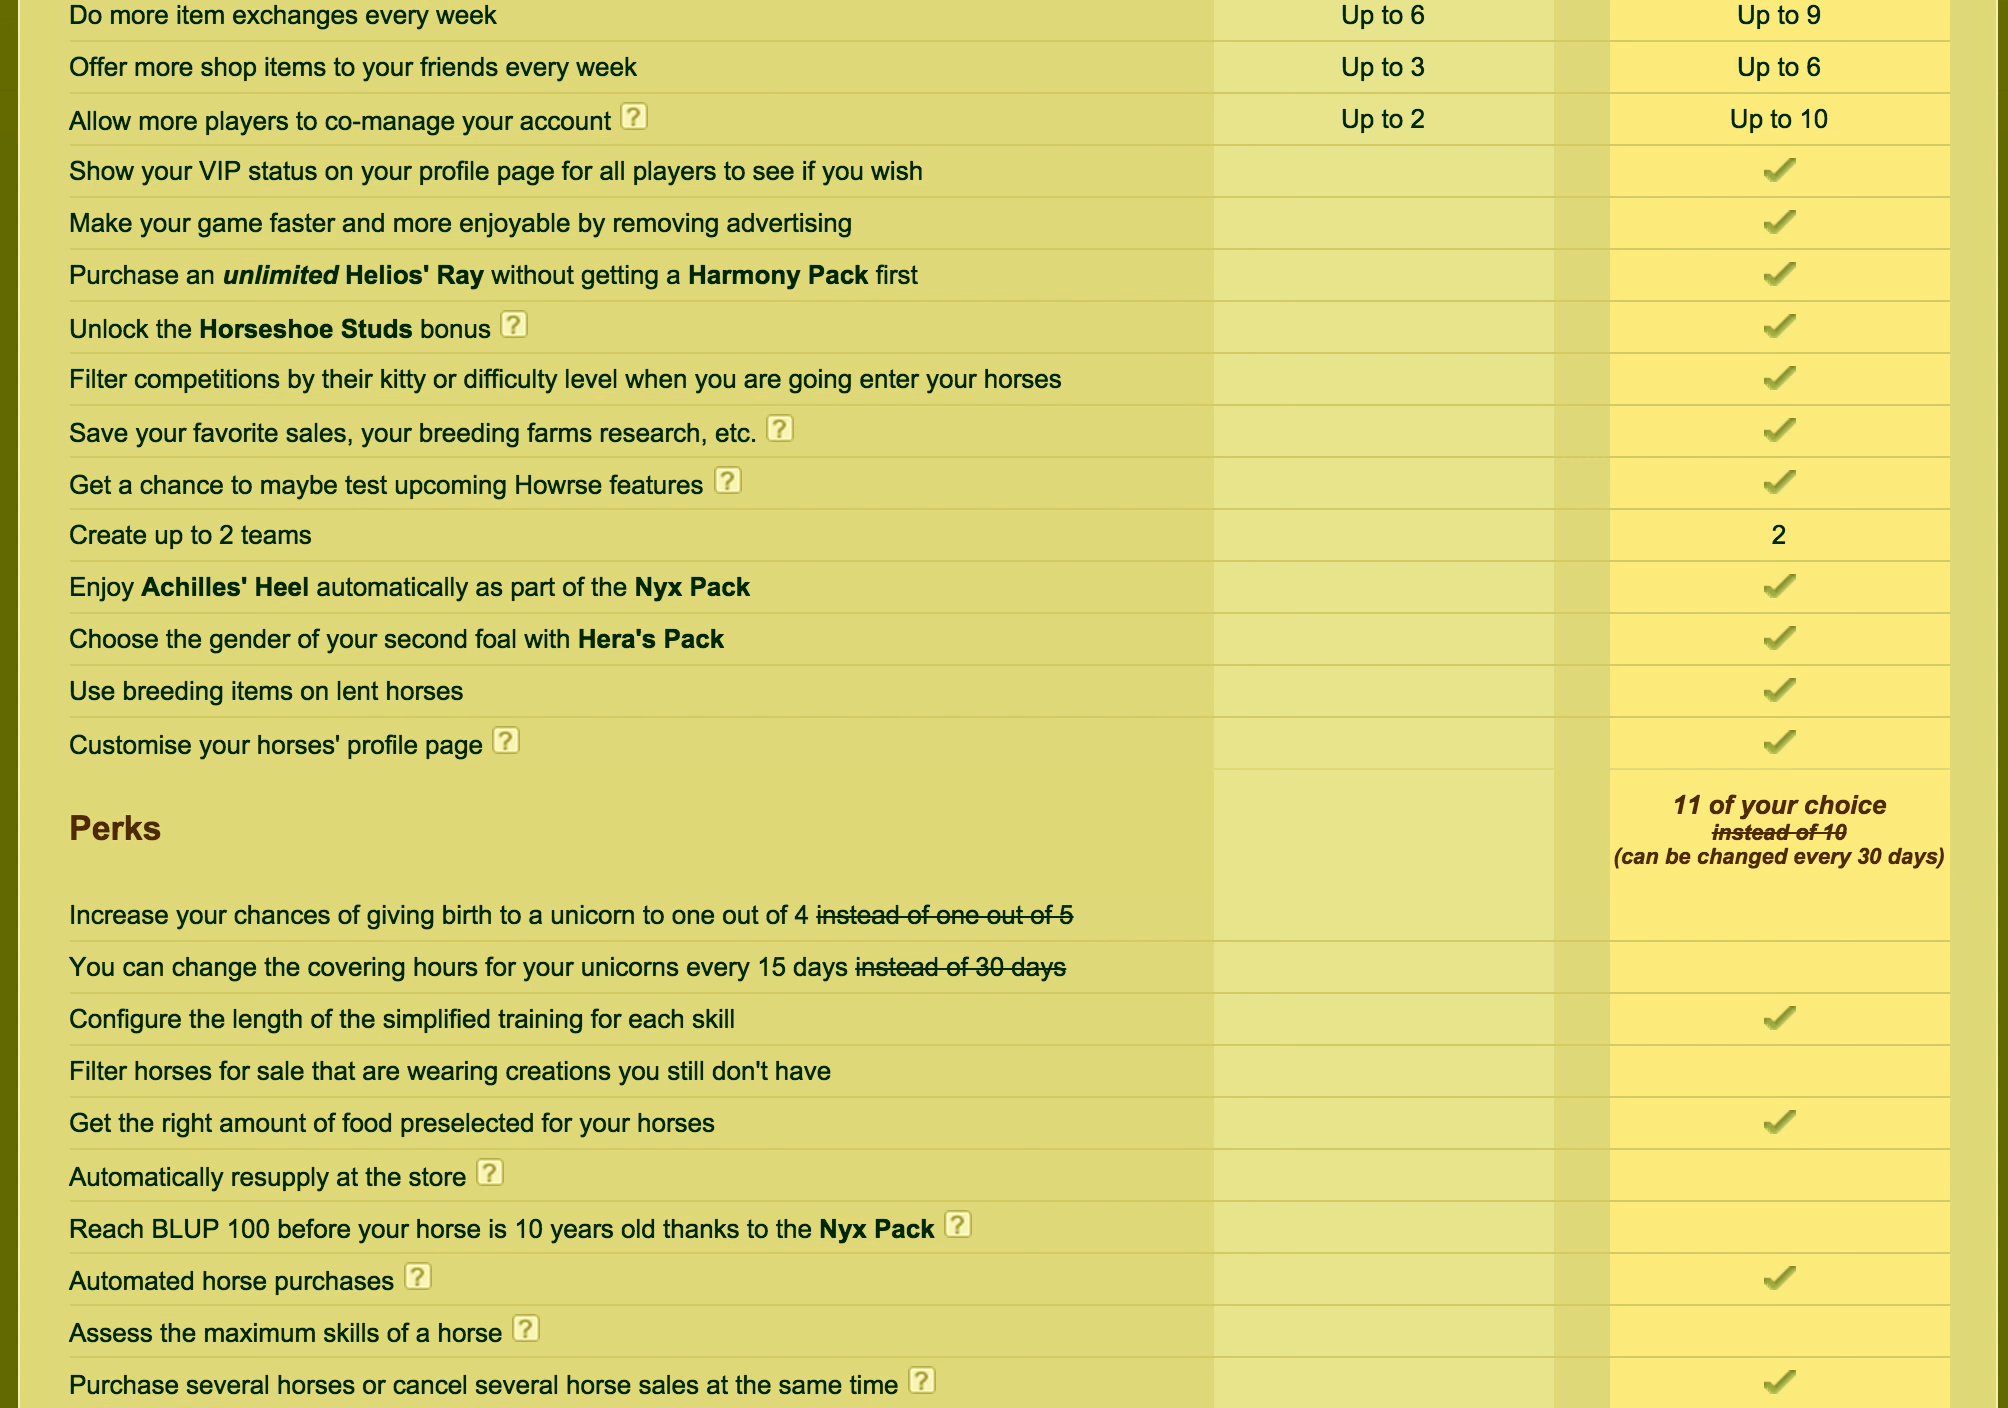 Do more item exchanges every week Up to 6 Up to 9
Offer more shop items to your friends every week Up to 3 Up to 6
Allow more players to co-manage your account ? Up to 2 Up to 10
Show your VIP status on your profile page for all players to see if you wish
Make your game faster and more enjoyable by removing advertising
Purchase an unlimited Helios' Ray without getting a Harmony Pack first
Unlock the Horseshoe Studs bonus ?
Filter competitions by their kitty or difficulty level when you are going enter your horses
Save your favorite sales, your breeding farms research, etc. ?
Get a chance to maybe test upcoming Howrse features ?
Create up to 2 teams 2
Enjoy Achilles' Heel automatically as part of the Nyx Pack
Choose the gender of your second foal with Hera's Pack
Use breeding items on lent horses
Customise your horses' profile page ?
Perks
11 of your choice
instead of 10
(can be changed every 30 days)
Increase your chances of giving birth to a unicorn to one out of 4 instead of one out of 5
You can change the covering hours for your unicorns every 15 days instead of 30 days
Configure the length of the simplified training for each skill
Filter horses for sale that are wearing creations you still don't have
Get the right amount of food preselected for your horses
Automatically resupply at the store ?
Reach BLUP 100 before your horse is 10 years old thanks to the Nyx Pack ?
Automated horse purchases ?
Assess the maximum skills of a horse ?
Purchase several horses or cancel several horse sales at the same time ?